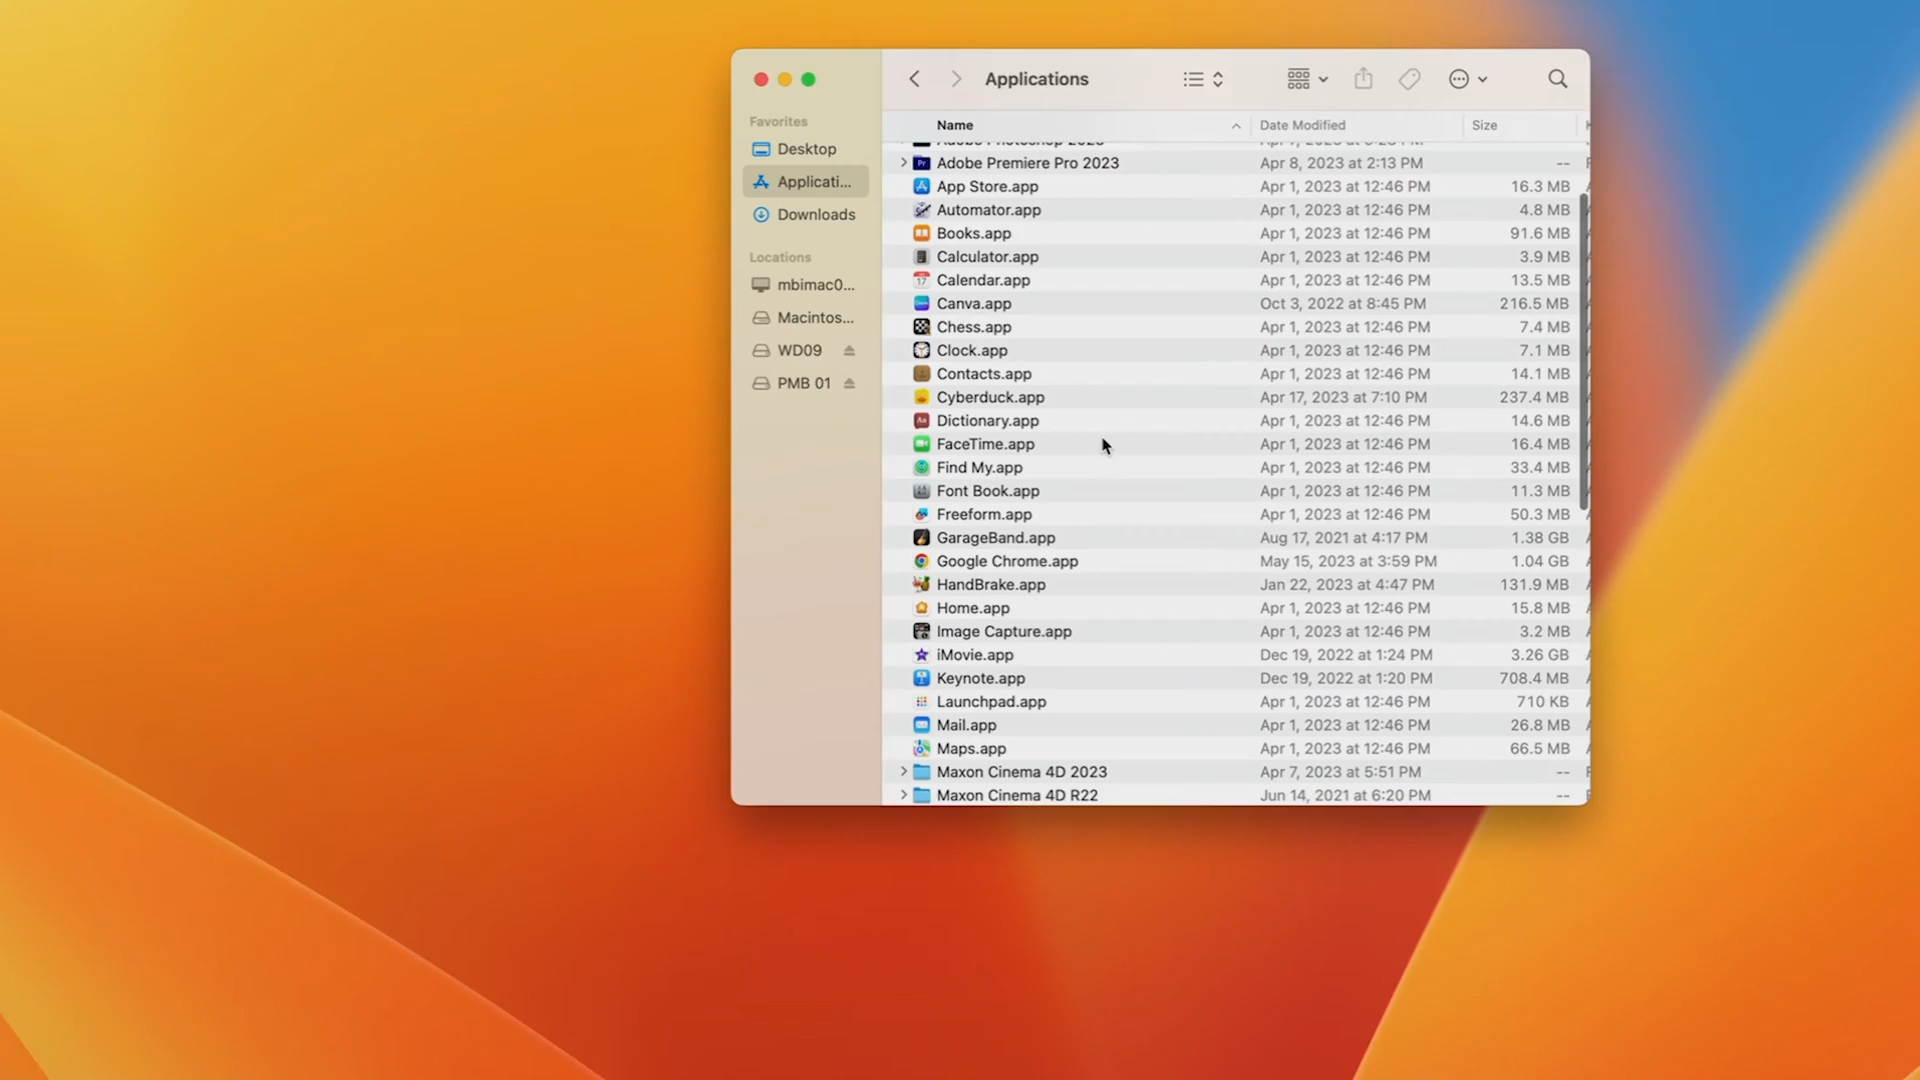 Applications
Favorites
Desktop
Applicati...
Downloads
Locations
mbimac0...
Macintos...
WD09
PMB 01
Name Date Modified Size
Adobe Premiere Pro 2023 Apr 8, 2023 at 2:13 PM --
App Store.app Apr 1, 2023 at 12:46 PM 16.3 MB
Automator.app Apr 1, 2023 at 12:46 PM 4.8 MB
Books.app Apr 1, 2023 at 12:46 PM 91.6 MB
Calculator.app Apr 1, 2023 at 12:46 PM 3.9 MB
Calendar.app Apr 1, 2023 at 12:46 PM 13.5 MB
Canva.app Oct 3, 2022 at 8:45 PM 216.5 MB
Chess.app Apr 1, 2023 at 12:46 PM 7.4 MB
Clock.app Apr 1, 2023 at 12:46 PM 7.1 MB
Contacts.app Apr 1, 2023 at 12:46 PM 14.1 MB
Cyberduck.app Apr 17, 2023 at 7:10 PM 237.4 MB
Dictionary.app Apr 1, 2023 at 12:46 PM 14.6 MB
FaceTime.app Apr 1, 2023 at 12:46 PM 16.4 MB
Find My.app Apr 1, 2023 at 12:46 PM 33.4 MB
Font Book.app Apr 1, 2023 at 12:46 PM 11.3 MB
Freeform.app Apr 1, 2023 at 12:46 PM 50.3 MB
GarageBand.app Aug 17, 2021 at 4:17 PM 1.38 GB
Google Chrome.app May 15, 2023 at 3:59 PM 1.04 GB
HandBrake.app Jan 22, 2023 at 4:47 PM 131.9 MB
Home.app Apr 1, 2023 at 12:46 PM 15.8 MB
Image Capture.app Apr 1, 2023 at 12:46 PM 3.2 MB
iMovie.app Dec 19, 2022 at 1:24 PM 3.26 GB
Keynote.app Dec 19, 2022 at 1:20 PM 708.4 MB
Launchpad.app Apr 1, 2023 at 12:46 PM 710 KB
Mail.app Apr 1, 2023 at 12:46 PM 26.8 MB
Maps.app Apr 1, 2023 at 12:46 PM 66.5 MB
Maxon Cinema 4D 2023 Apr 7, 2023 at 5:51 PM --
Maxon Cinema 4D R22 Jun 14, 2021 at 6:20 PM --